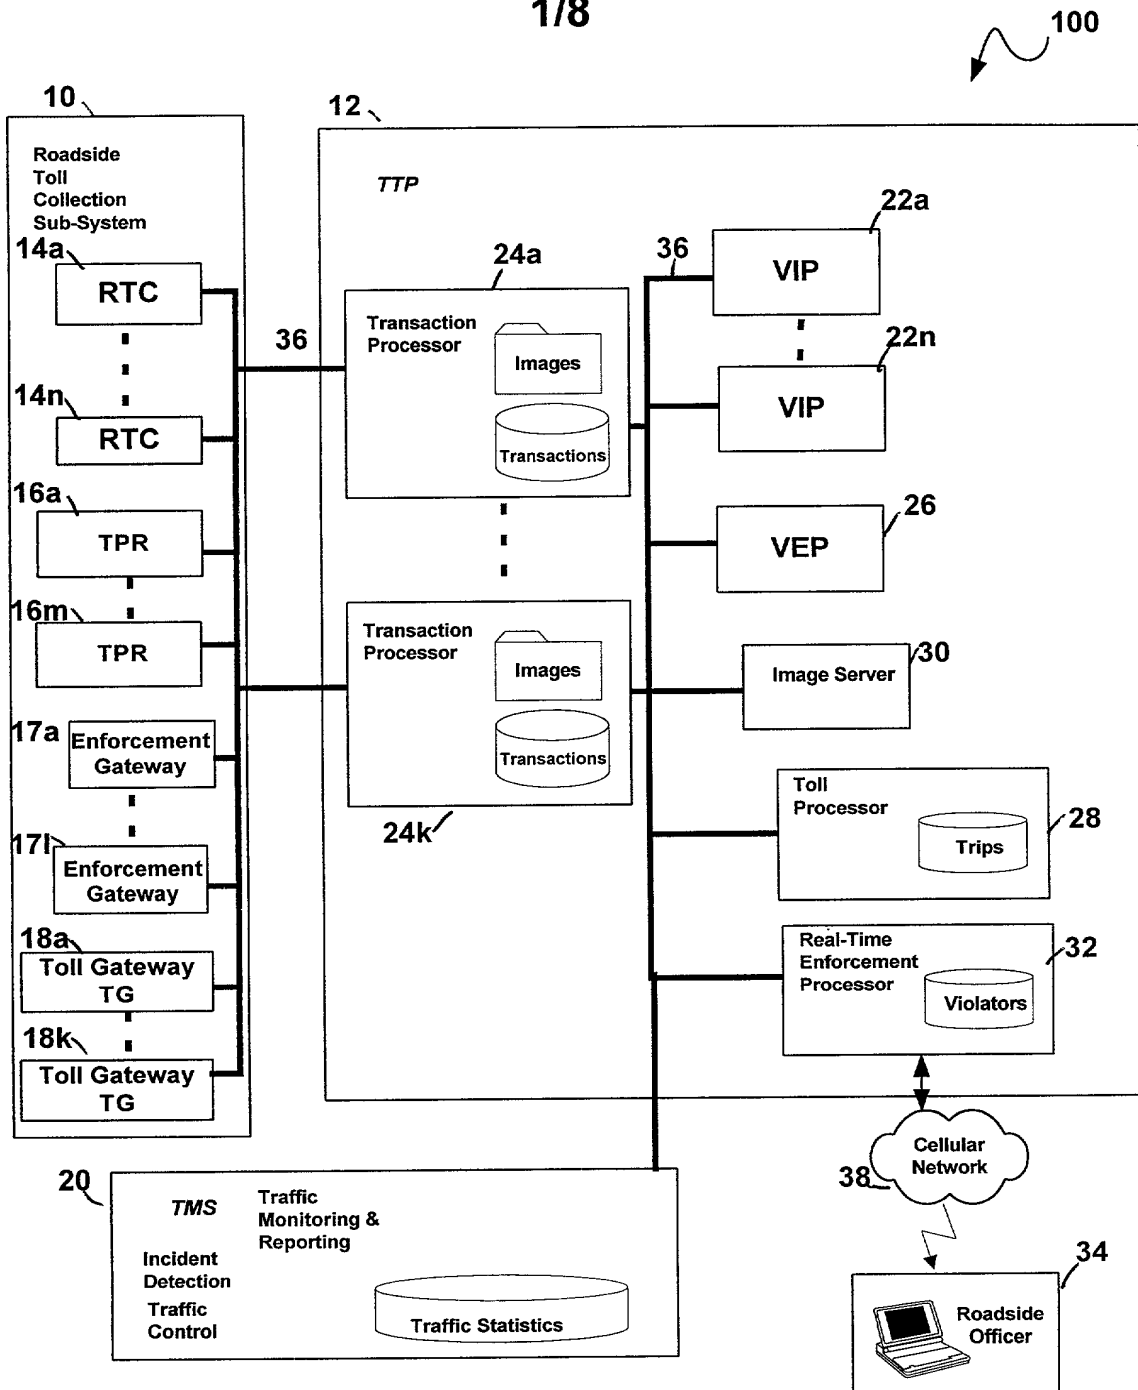 1/8
100
10
12
Roadside
Toll
Collection
Sub-System
TTP
14a
RTC
14n
RTC
16a
TPR
16m
TPR
17a
Enforcement
Gateway
17l
Enforcement
Gateway
18a
Toll Gateway
TG
18k
Toll Gateway
TG
36
24a
Transaction
Processor
Images
Transactions
Transaction
Processor
Images
Transactions
24k
36
22a
VIP
22n
VIP
26
VEP
30
Image Server
Toll
Processor
28
Trips
Real-Time
Enforcement
Processor
32
Violators
Cellular
Network
38
34
Roadside
Officer
20
TMS
Traffic
Monitoring &
Reporting
Incident
Detection
Traffic
Control
Traffic Statistics